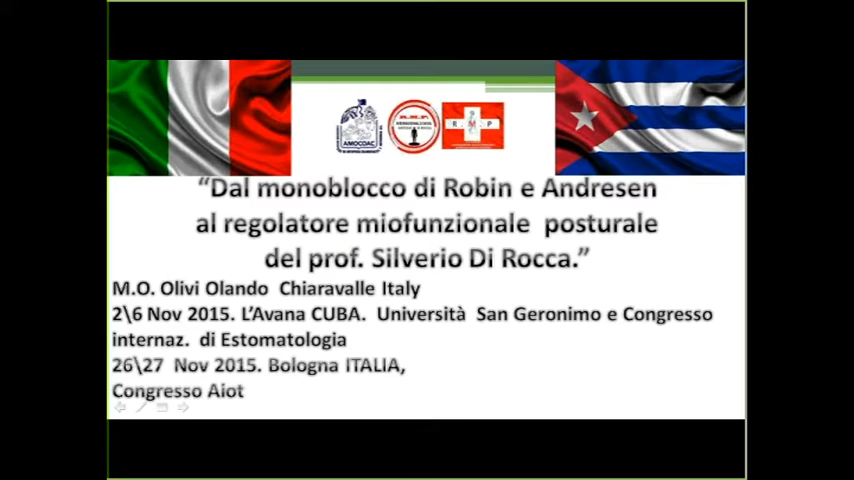 AMOCOAC
R.M.F.
R M P
“Dal monoblocco di Robin e Andresen
al regolatore miofunzionale posturale
del prof. Silverio Di Rocca.”
M.O. Olivi Olando Chiaravalle Italy
2\6 Nov 2015. L’Avana CUBA. Università San Geronimo e Congresso
internaz. di Estomatologia
26\27 Nov 2015. Bologna ITALIA,
Congresso Aiot